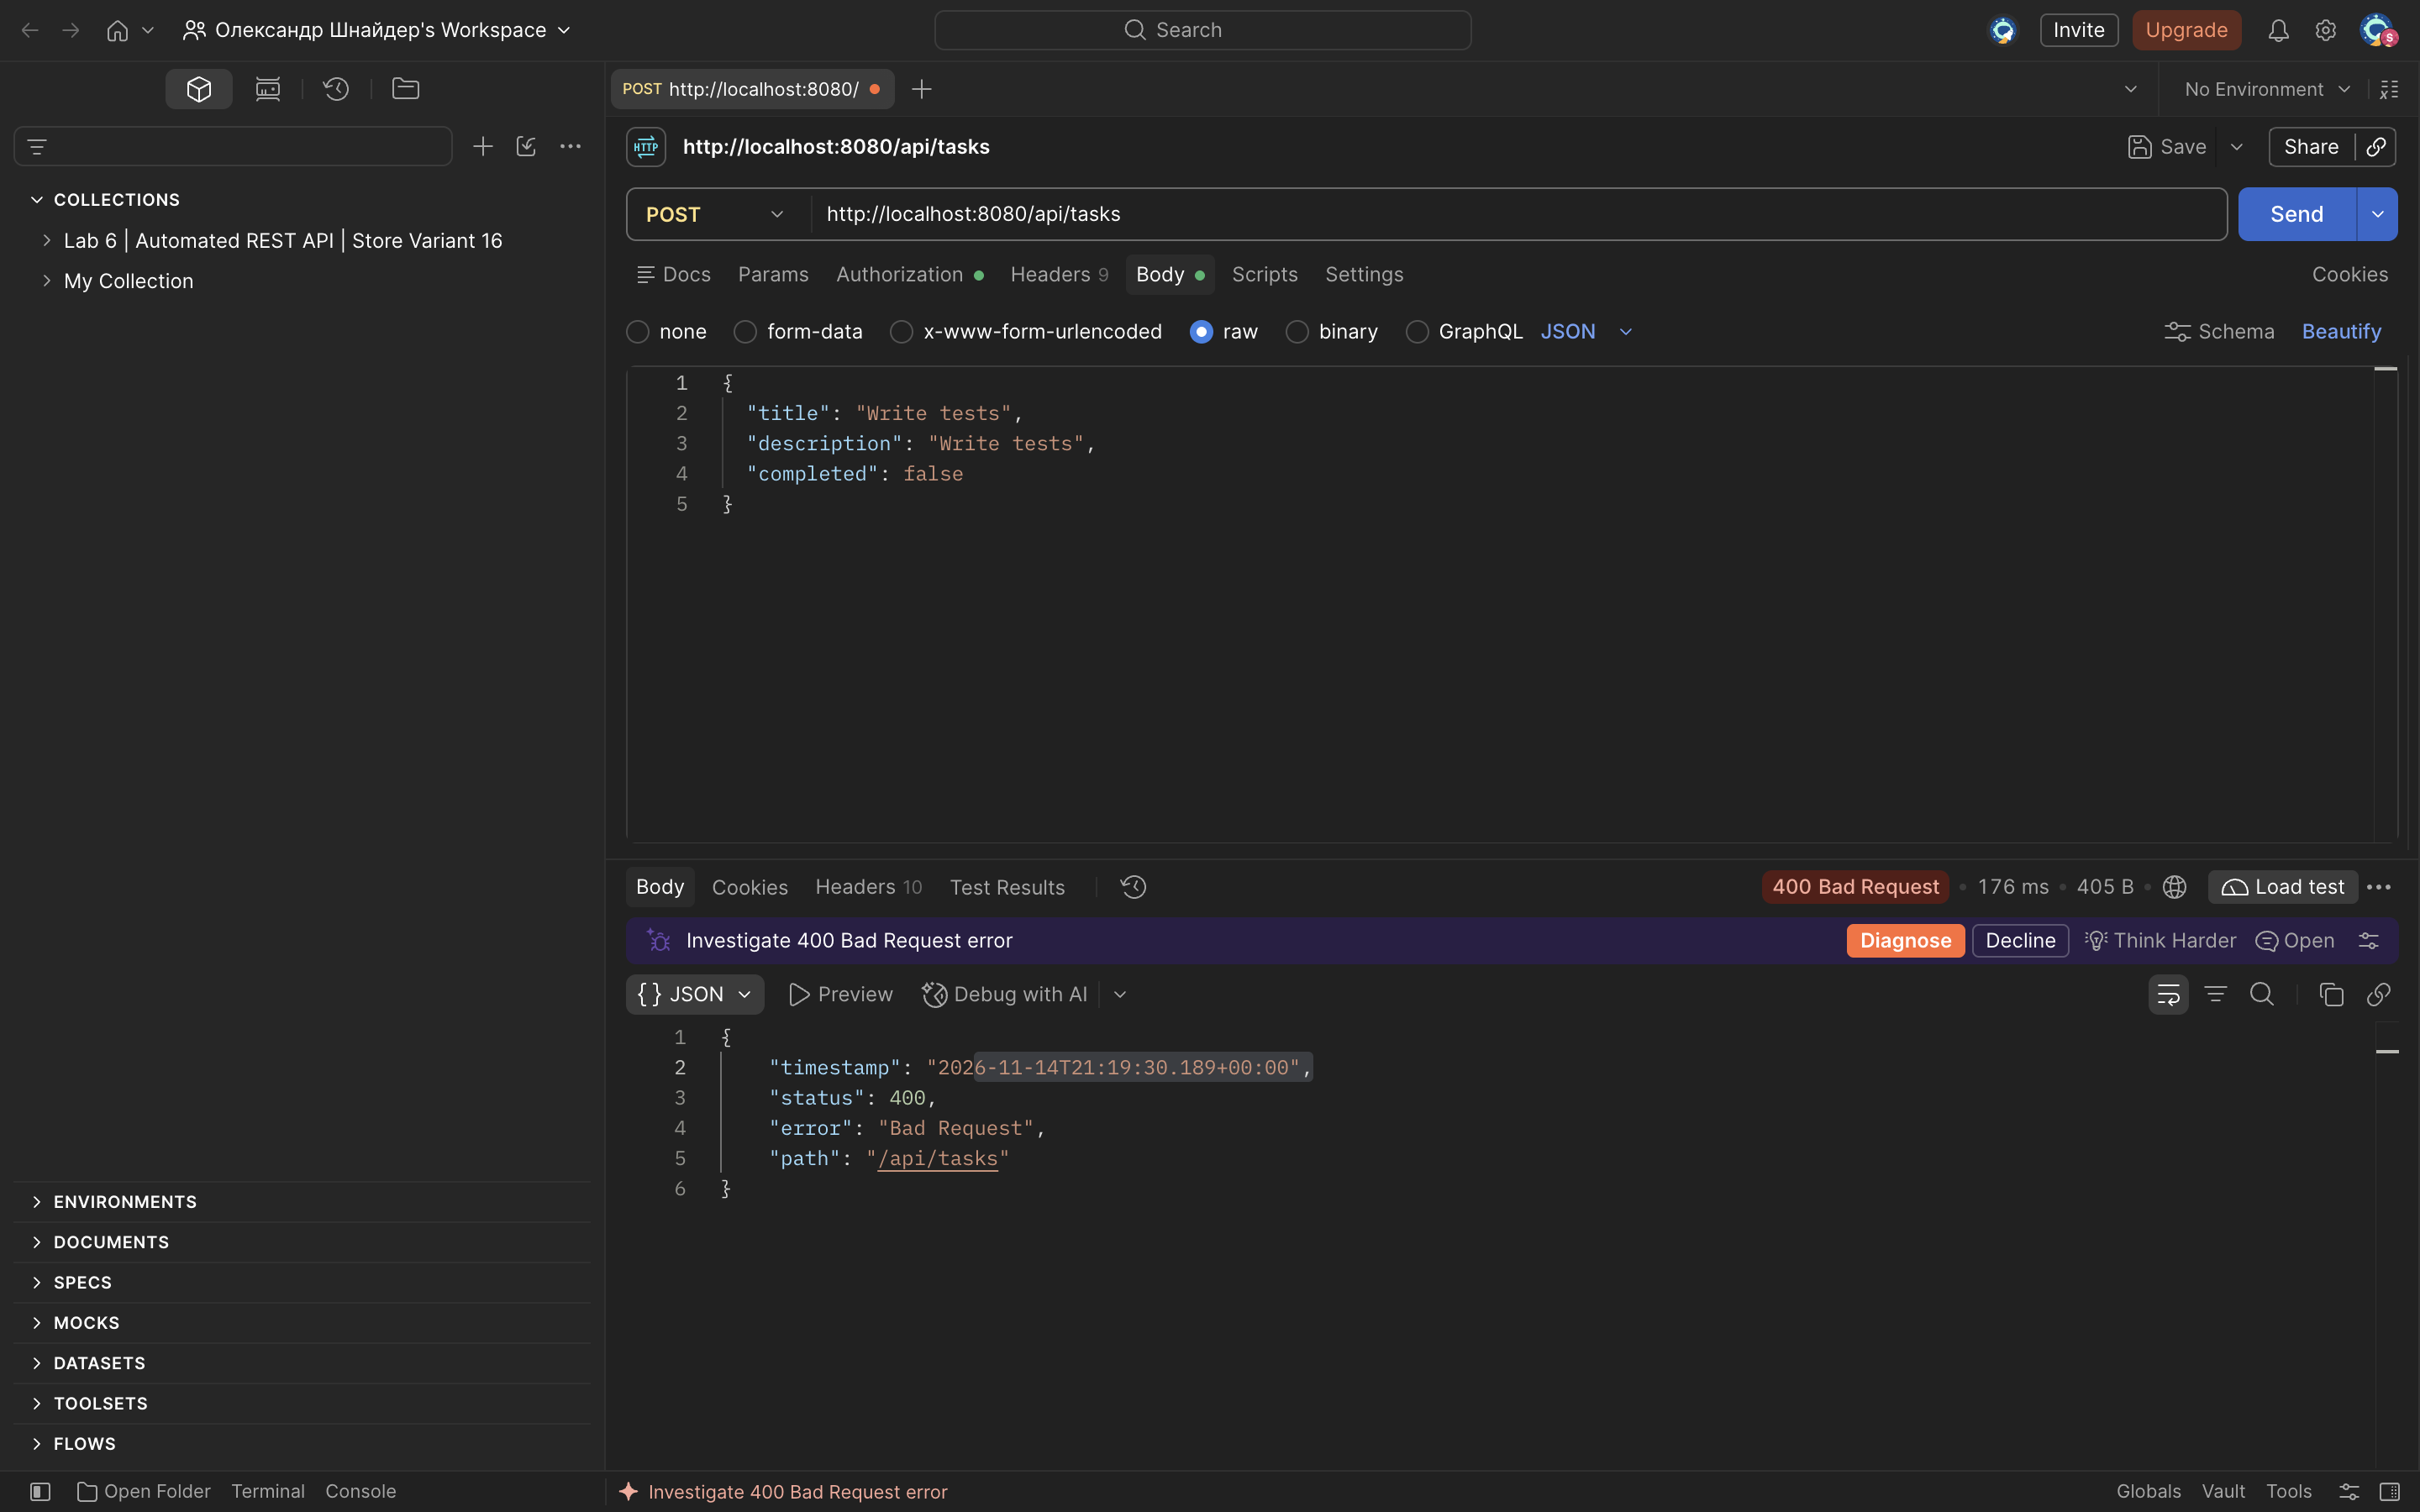 Олександр Шнайдер's Workspace
Search
Invite
Upgrade
S
POST http://localhost:8080/
No Environment
HTTP http://localhost:8080/api/tasks
Save
Share
COLLECTIONS
Lab 6 | Automated REST API | Store Variant 16
My Collection
POST http://localhost:8080/api/tasks
Send
Docs Params Authorization Headers 9 Body Scripts Settings
Cookies
none form-data x-www-form-urlencoded raw binary GraphQL JSON
Schema Beautify
1 {
2 "title": "Write tests",
3 "description": "Write tests",
4 "completed": false
5 }
Body Cookies Headers 10 Test Results
400 Bad Request • 176 ms • 405 B •
Load test
Investigate 400 Bad Request error
Diagnose Decline Think Harder Open
{} JSON Preview Debug with AI
1 {
2 "timestamp": "2026-11-14T21:19:30.189+00:00",
3 "status": 400,
4 "error": "Bad Request",
5 "path": "/api/tasks"
6 }
ENVIRONMENTS
DOCUMENTS
SPECS
MOCKS
DATASETS
TOOLSETS
FLOWS
Open Folder Terminal Console
Investigate 400 Bad Request error
Globals Vault Tools